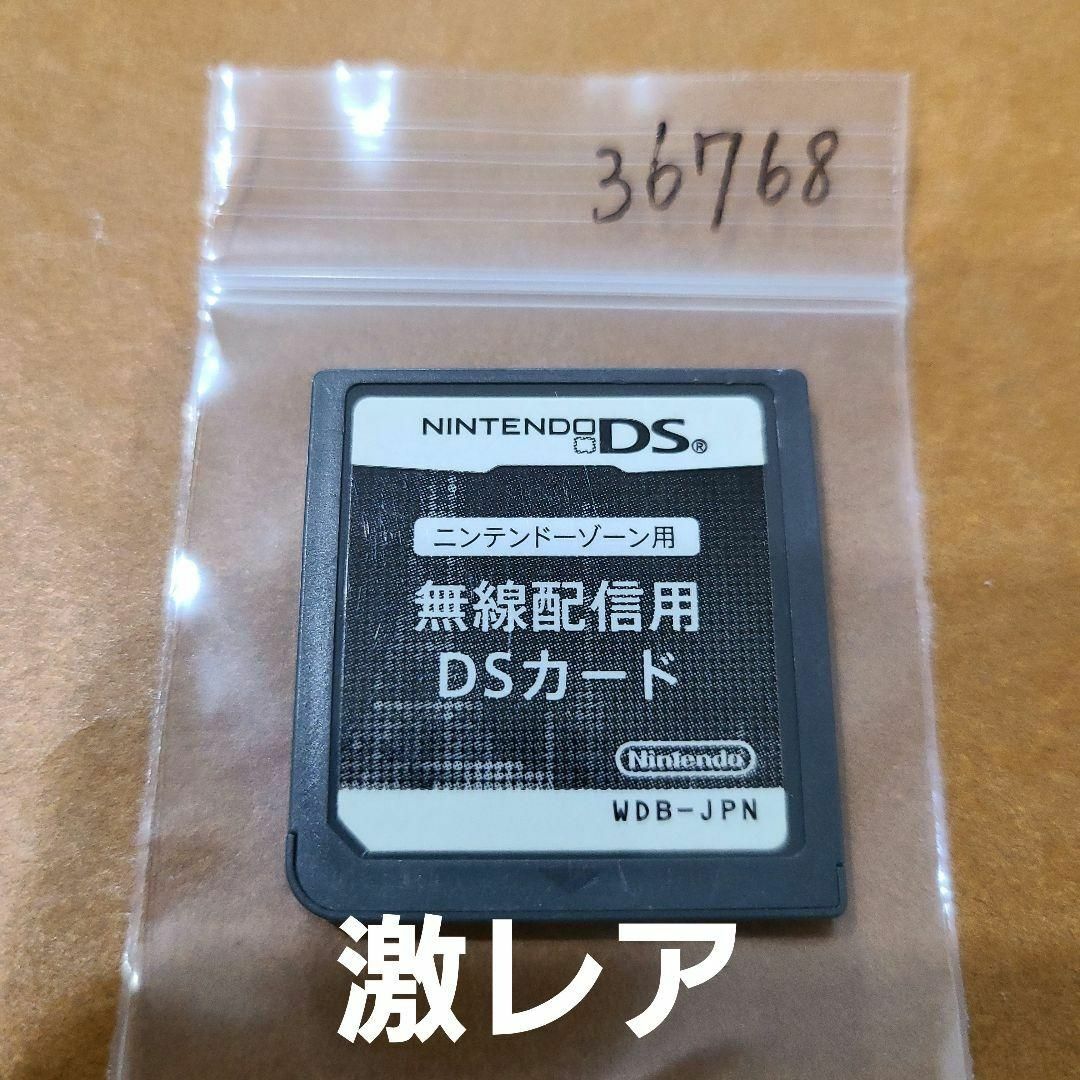 36768
NINTENDO DS®
ニンテンドーゾーン用
無線配信用
DSカード
Nintendo
WDB-JPN
激レア